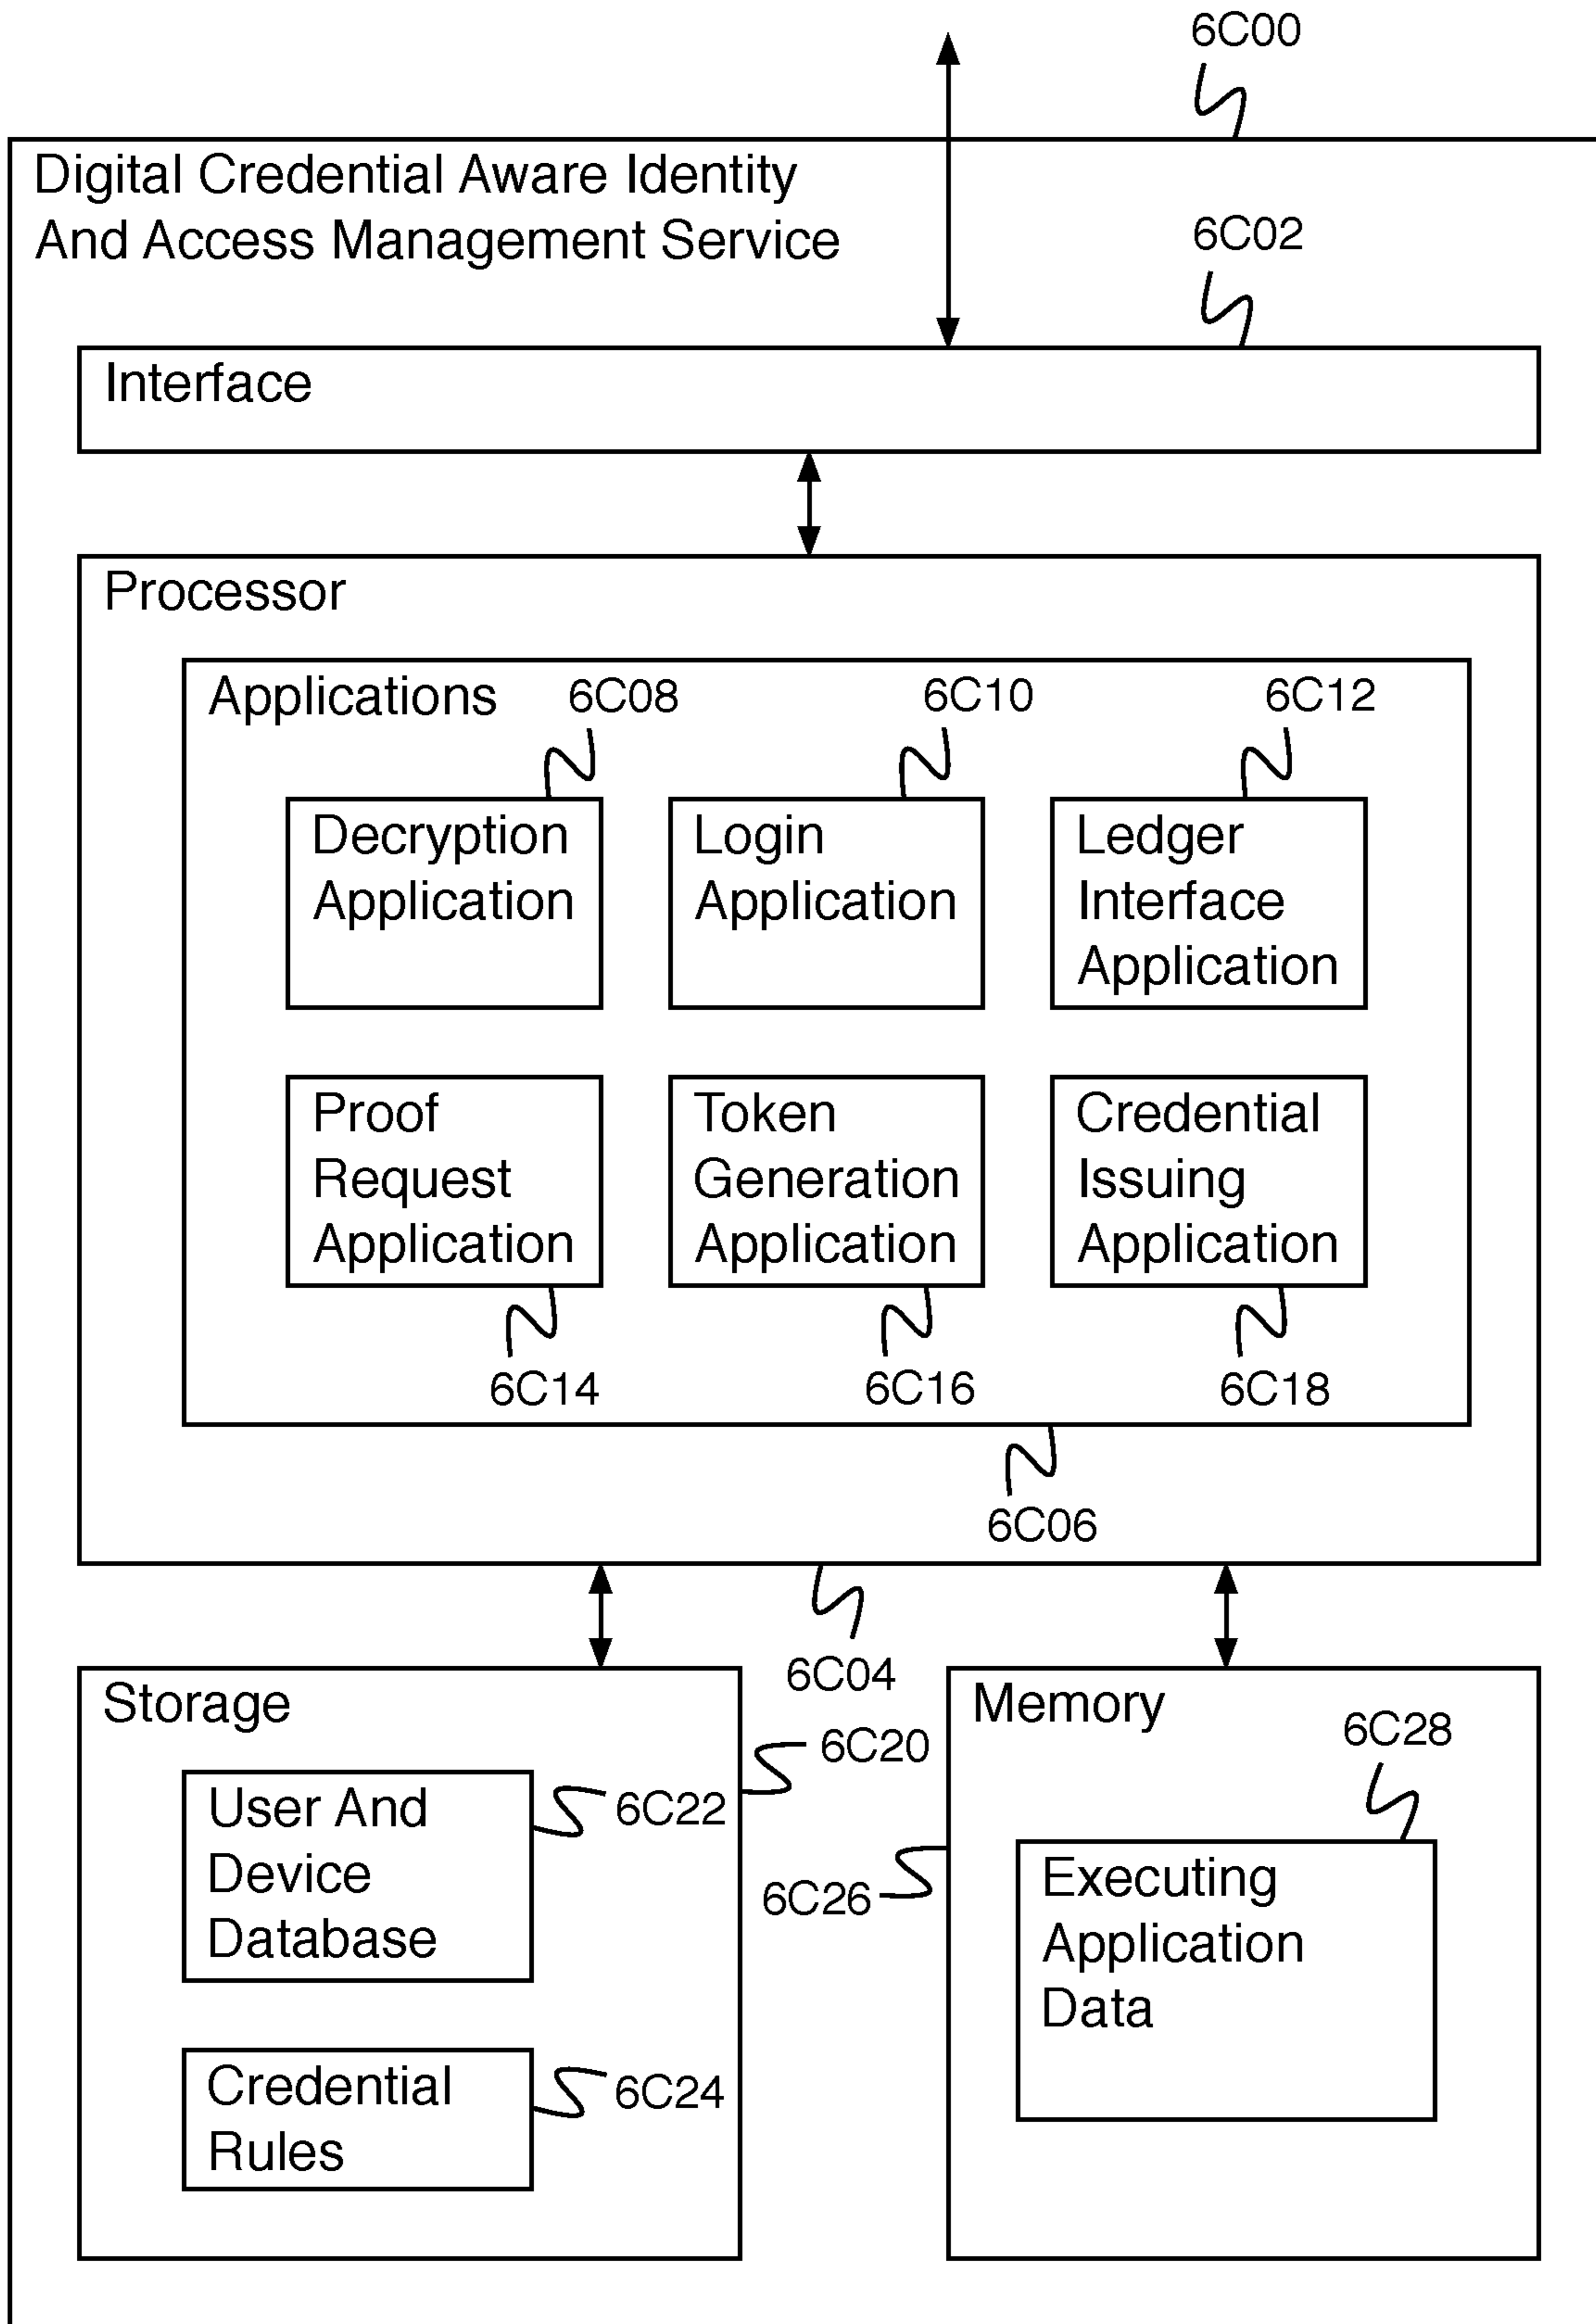 6C00
Digital Credential Aware Identity
And Access Management Service
6C02
Interface
Processor
Applications
6C08
6C10
6C12
Decryption
Application
Login
Application
Ledger
Interface
Application
Proof
Request
Application
Token
Generation
Application
Credential
Issuing
Application
6C14
6C16
6C18
6C06
6C04
Storage
6C20
User And
Device
Database
6C22
Credential
Rules
6C24
Memory
6C28
6C26
Executing
Application
Data